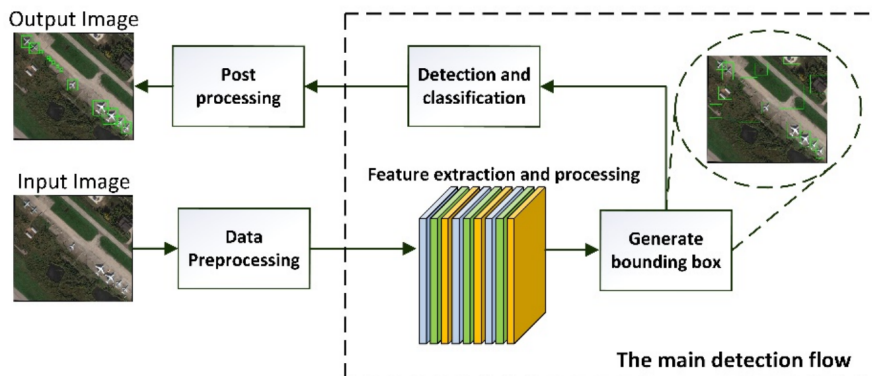 Output Image
Post
processing
Detection and
classification
Input Image
Data
Preprocessing
Feature extraction and processing
Generate
bounding box
The main detection flow